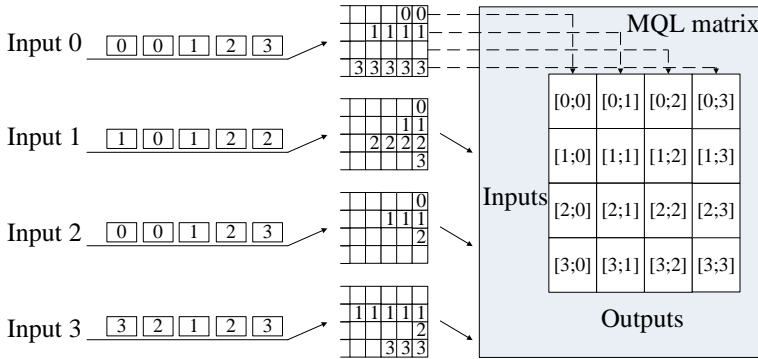 MQL matrix
Input 0
0 0 1 2 3
0 0
1 1 1 1
3 3 3 3 3
Input 1
1 0 1 2 2
0
1 1
2 2 2 2
3
Input 2
0 0 1 2 3
0
1 1 1
2
Input 3
3 2 1 2 3
1 1 1 1 1
2
3 3 3
Inputs
[0;0] [0;1] [0;2] [0;3]
[1;0] [1;1] [1;2] [1;3]
[2;0] [2;1] [2;2] [2;3]
[3;0] [3;1] [3;2] [3;3]
Outputs